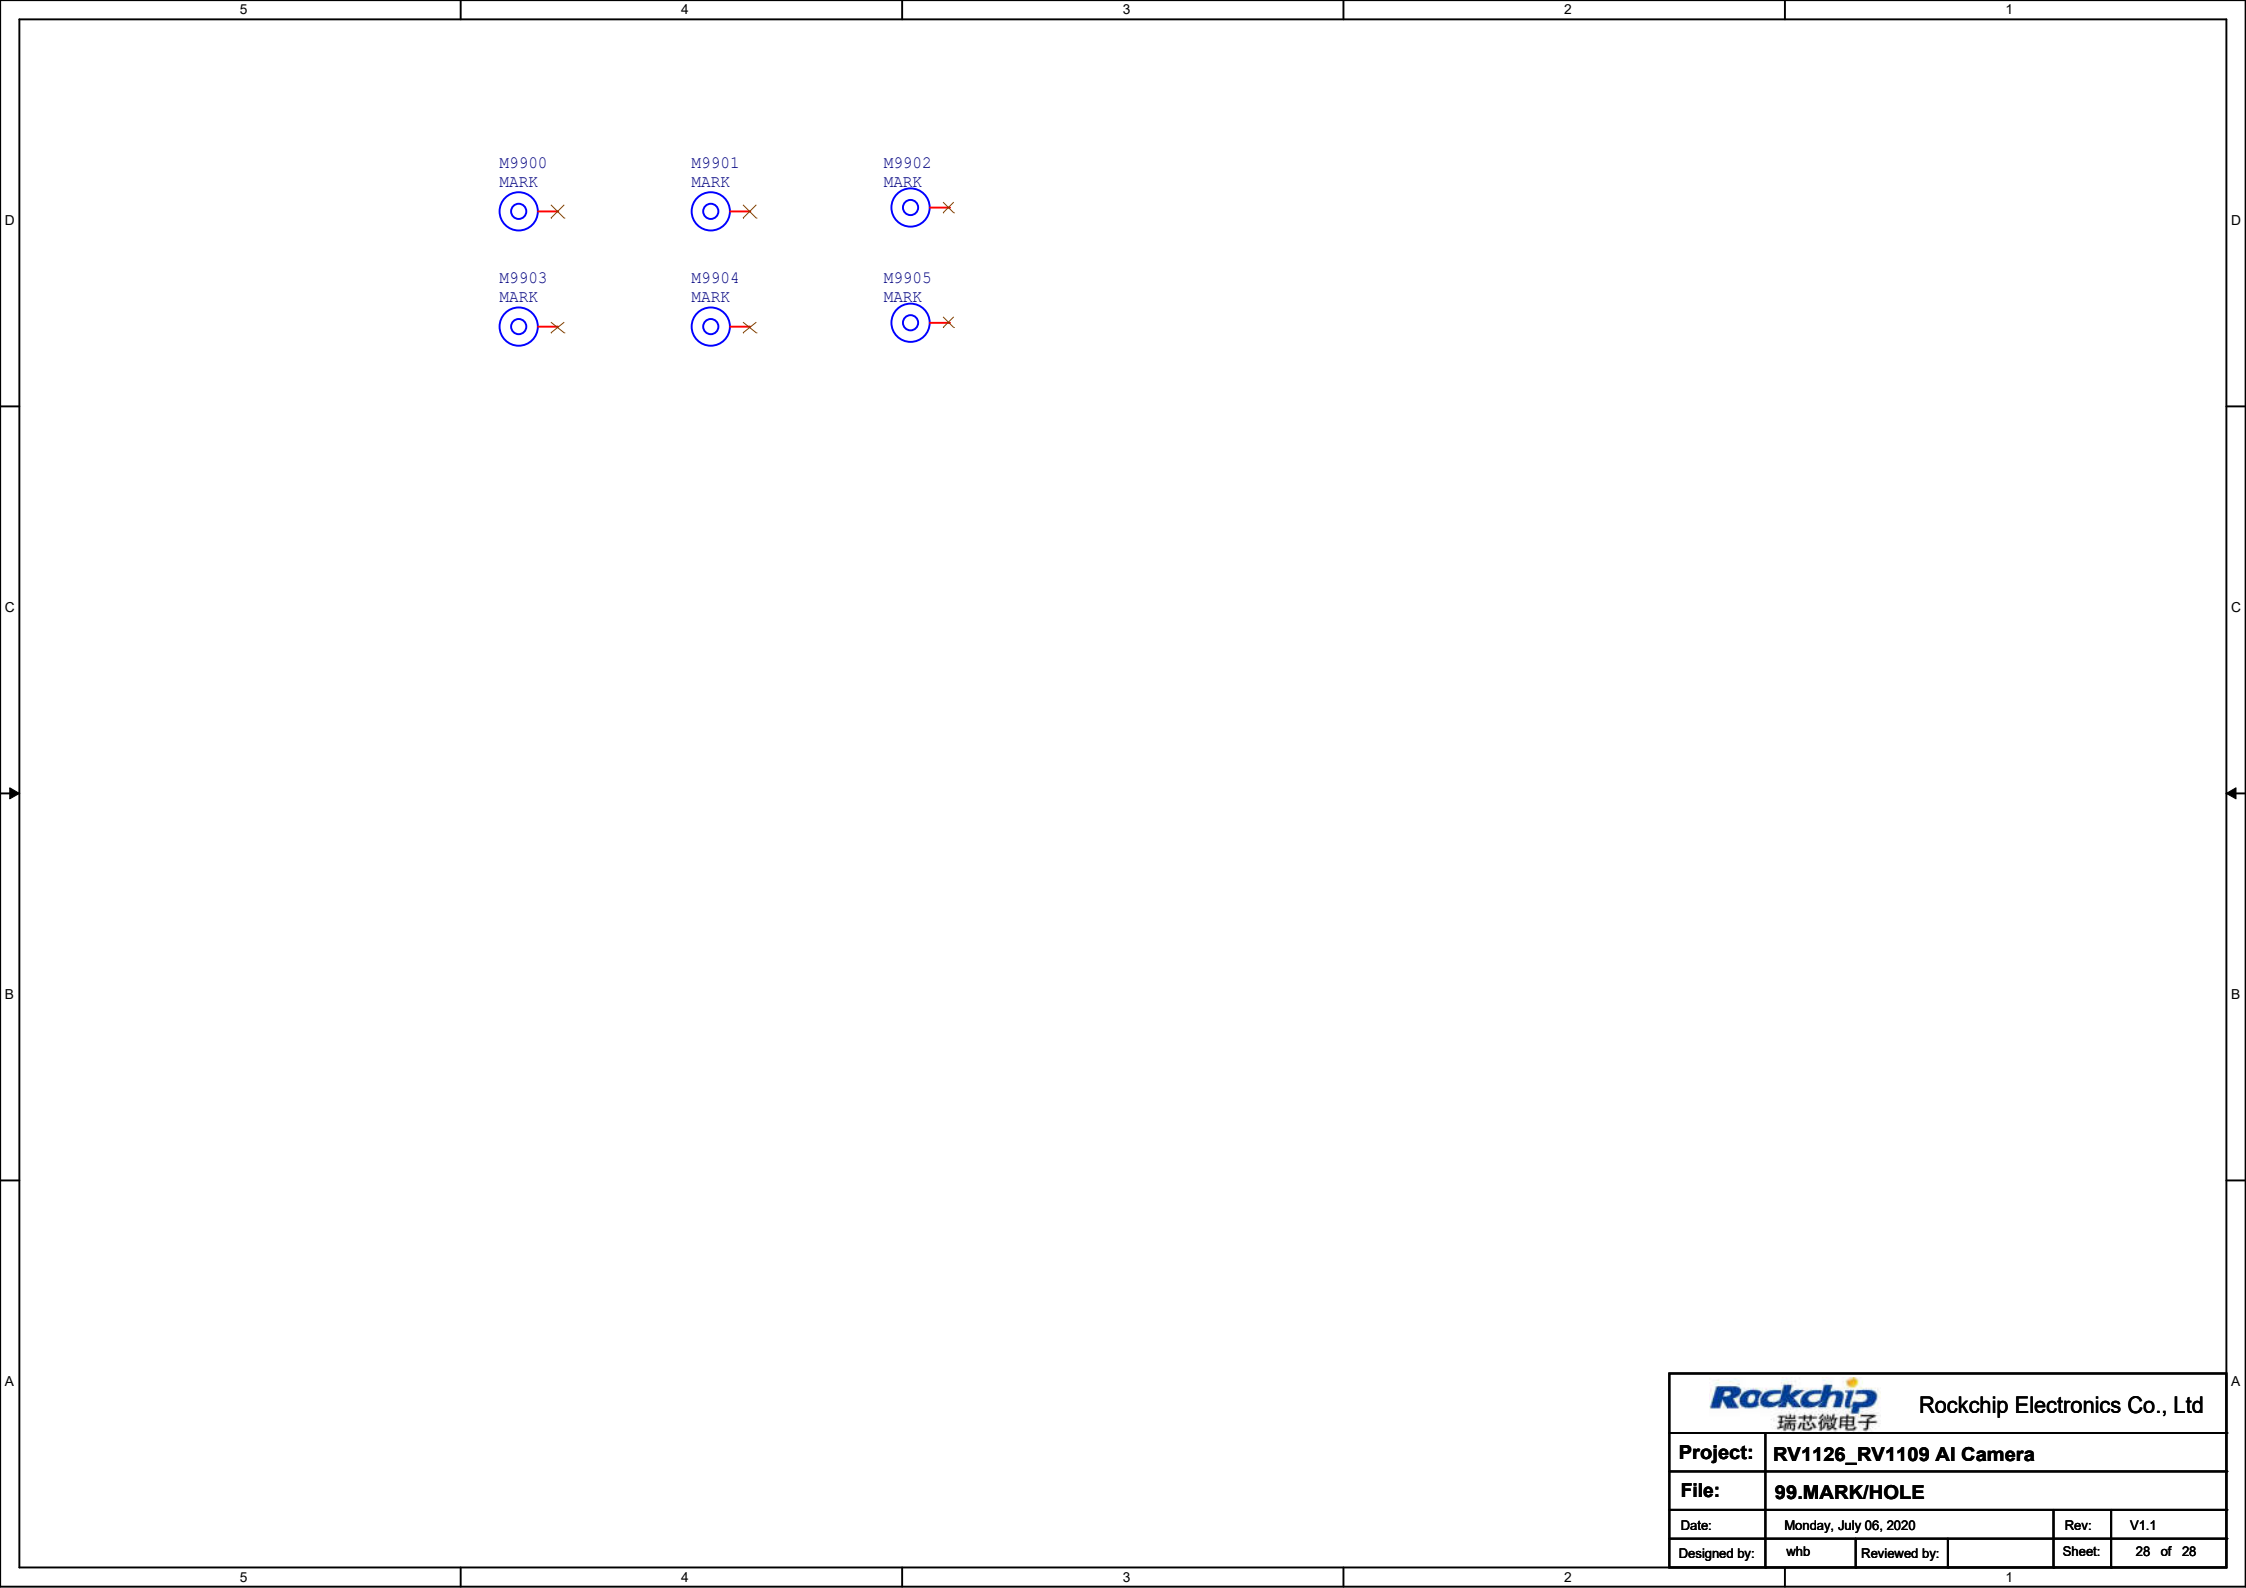 5 4 3 2 1
M9900 M9901 M9902
MARK MARK MARK
D D
M9903 M9904 M9905
MARK MARK MARK
C C
B B
A A
Rockchip
瑞芯微电子
Rockchip Electronics Co., Ltd
Project: RV1126_RV1109 AI Camera
File: 99.MARK/HOLE
Date: Monday, July 06, 2020 Rev: V1.1
Designed by: whb Reviewed by: Sheet: 28 of 28
5 4 3 2 1